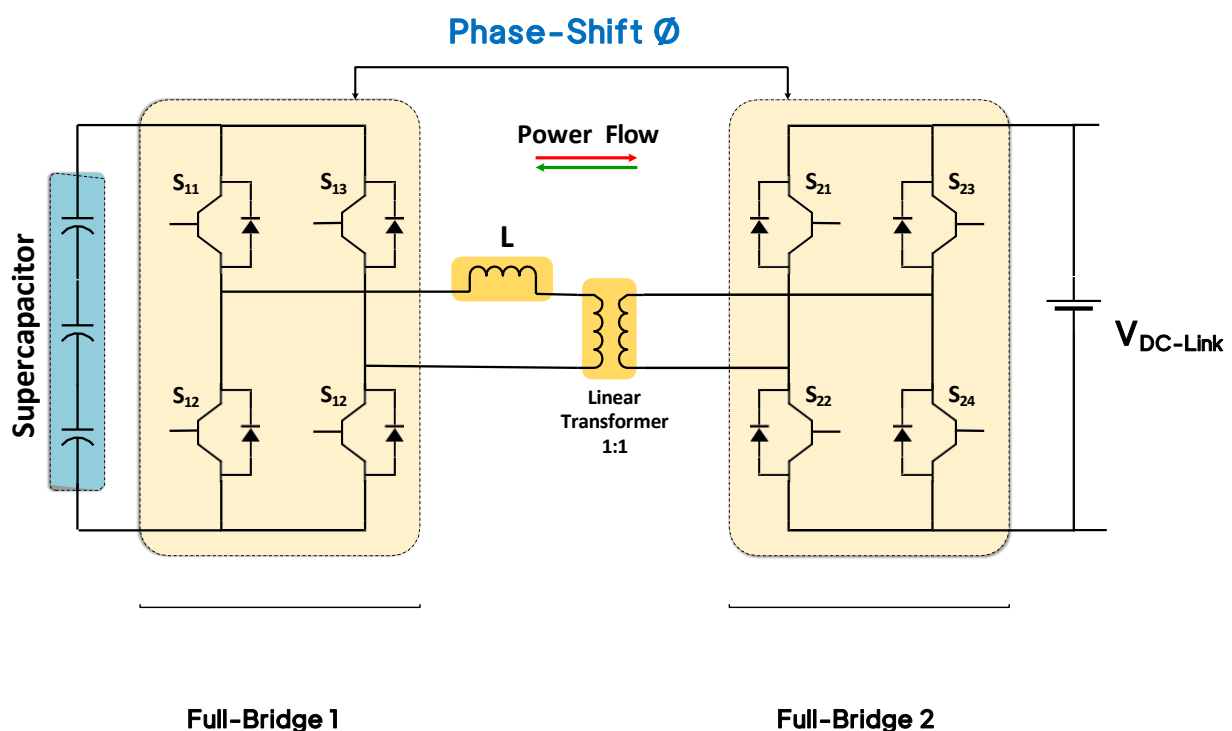 Phase-Shift Ø
Power Flow
S11
S13
S21
S23
L
Supercapacitor
VDC-Link
S12
S12
Linear
Transformer
1:1
S22
S24
Full-Bridge 1
Full-Bridge 2